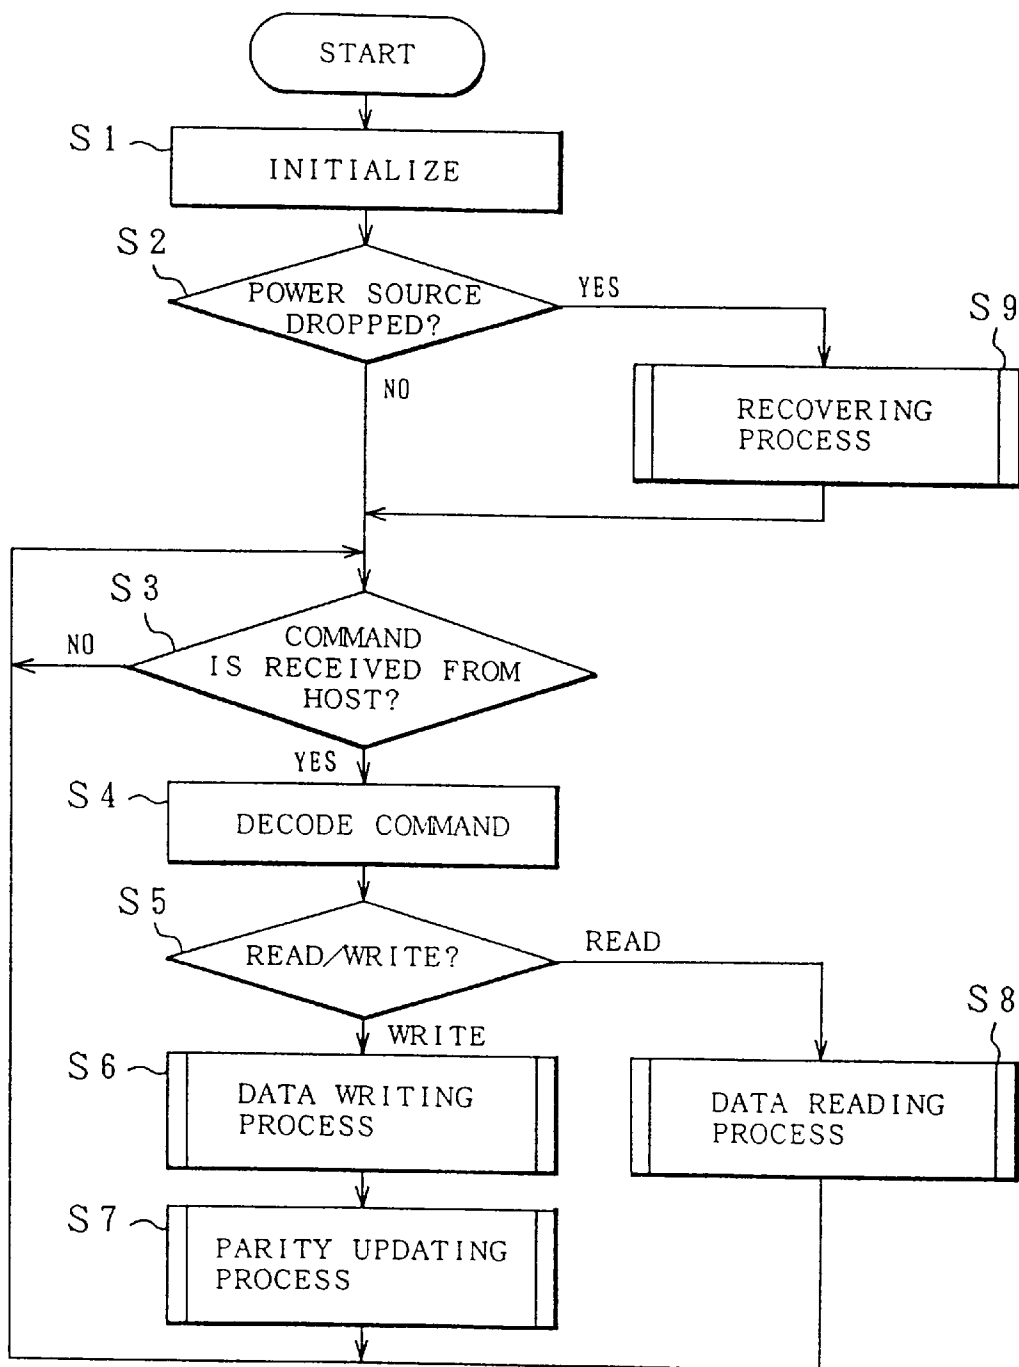 START
S1
INITIALIZE
S2
POWER SOURCE
DROPPED?
YES
NO
S9
RECOVERING
PROCESS
S3
NO
COMMAND
IS RECEIVED FROM
HOST?
YES
S4
DECODE COMMAND
S5
READ/WRITE?
READ
WRITE
S6
DATA WRITING
PROCESS
S8
DATA READING
PROCESS
S7
PARITY UPDATING
PROCESS